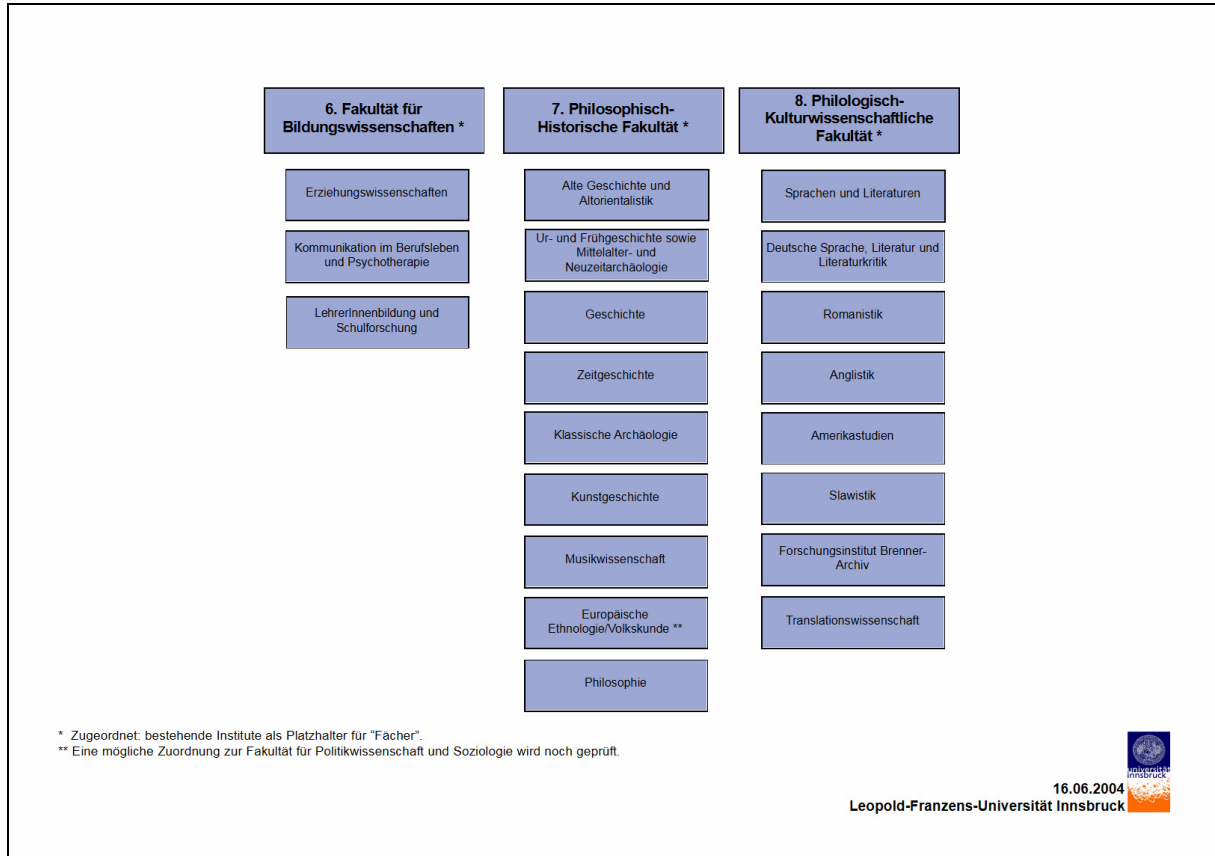 6. Fakultät für
Bildungswissenschaften *
Erziehungswissenschaften
Kommunikation im Berufsleben
und Psychotherapie
LehrerInnenbildung und
Schulforschung
7. Philosophisch-
Historische Fakultät *
Alte Geschichte und
Altorientalistik
Ur- und Frühgeschichte sowie
Mittelalter- und
Neuzeitarchäologie
Geschichte
Zeitgeschichte
Klassische Archäologie
Kunstgeschichte
Musikwissenschaft
Europäische
Ethnologie/Volkskunde **
Philosophie
8. Philologisch-
Kulturwissenschaftliche
Fakultät *
Sprachen und Literaturen
Deutsche Sprache, Literatur und
Literaturkritik
Romanistik
Anglistik
Amerikastudien
Slawistik
Forschungsinstitut Brenner-
Archiv
Translationswissenschaft
* Zugeordnet: bestehende Institute als Platzhalter für “Fächer”.
** Eine mögliche Zuordnung zur Fakultät für Politikwissenschaft und Soziologie wird noch geprüft.
16.06.2004
Leopold-Franzens-Universität Innsbruck
universität
innsbruck